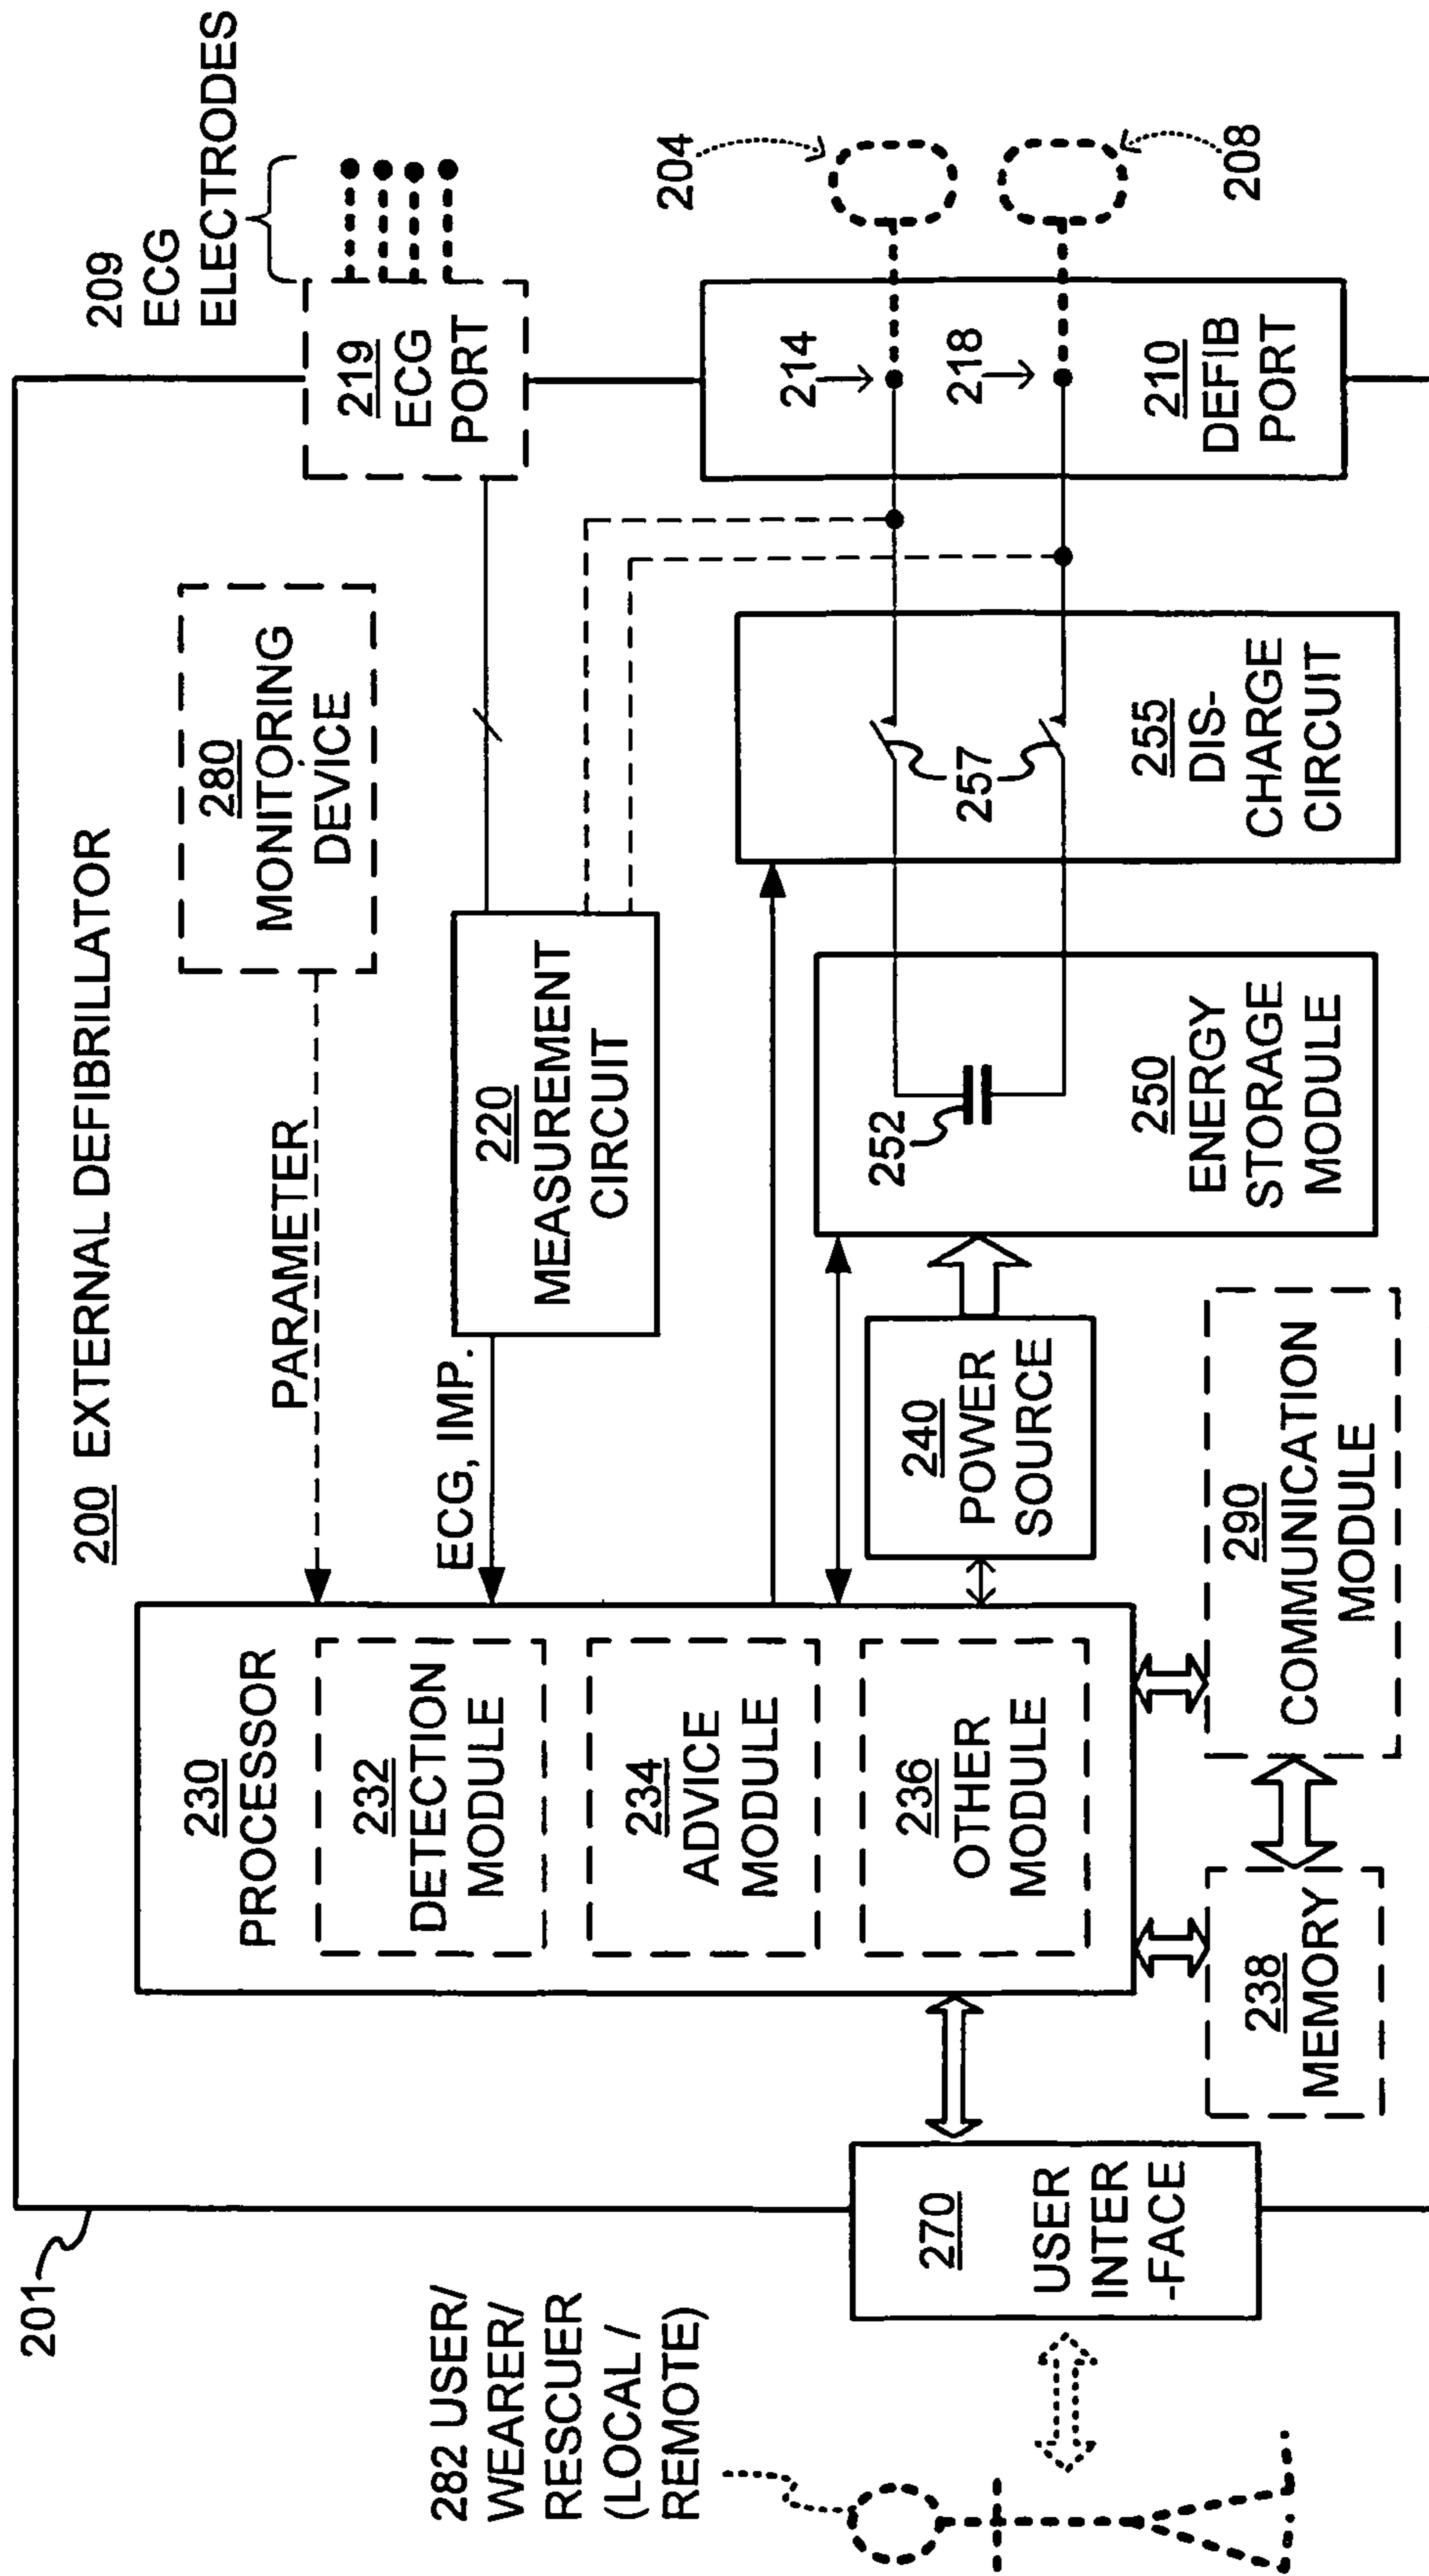 200 EXTERNAL DEFIBRILLATOR
201
282 USER/
WEARER/
RESCUER
(LOCAL /
REMOTE)
270
USER
INTER
-FACE
230
PROCESSOR
232
DETECTION
MODULE
234
ADVICE
MODULE
236
OTHER
MODULE
238
MEMORY
290
COMMUNICATION
MODULE
PARAMETER
ECG, IMP.
280
MONITORING
DEVICE
220
MEASUREMENT
CIRCUIT
240
POWER
SOURCE
252
250
ENERGY
STORAGE
MODULE
257
255
DIS-
CHARGE
CIRCUIT
209
ECG
ELECTRODES
219
ECG
PORT
214
218
210
DEFIB
PORT
204
208